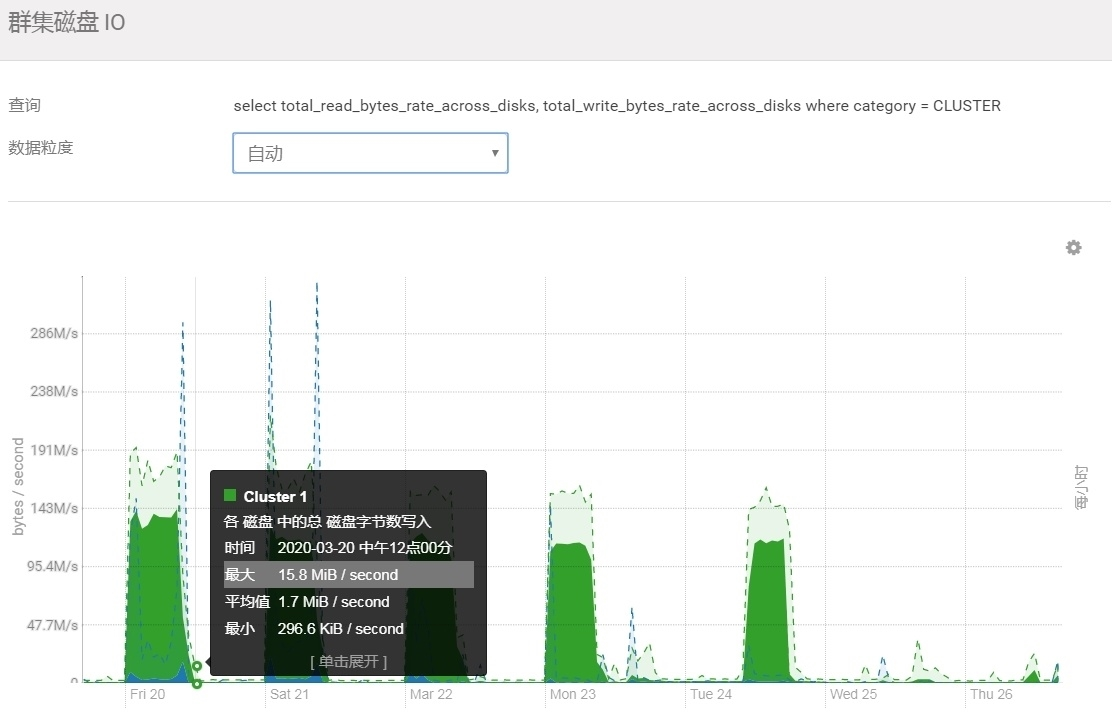 群集磁盘 IO
查询 select total_read_bytes_rate_across_disks, total_write_bytes_rate_across_disks where category = CLUSTER
数据粒度 自动
286M/s
238M/s
191M/s
143M/s
95.4M/s
47.7M/s
0
bytes / second
每小时
Cluster 1
各 磁盘 中的总 磁盘字节数写入
时间 2020-03-20 中午12点00分
最大 15.8 MiB / second
平均值 1.7 MiB / second
最小 296.6 KiB / second
[ 单击展开 ]
Fri 20 Sat 21 Mar 22 Mon 23 Tue 24 Wed 25 Thu 26